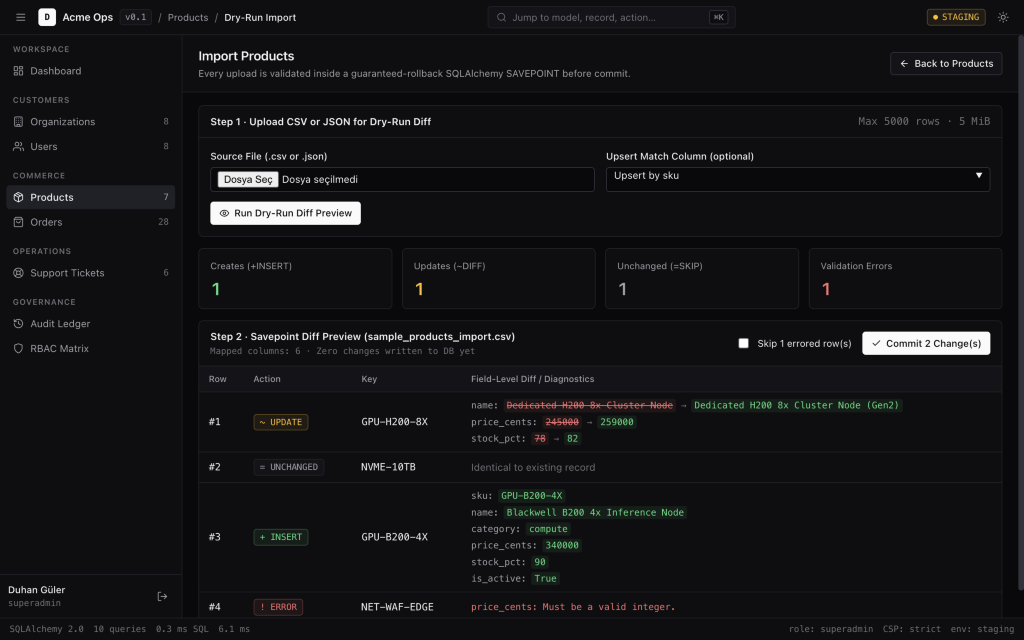 D Acme Ops v0.1 / Products / Dry-Run Import
Jump to model, record, action... ⌘K
STAGING
WORKSPACE
Dashboard
CUSTOMERS
Organizations 8
Users 8
COMMERCE
Products 7
Orders 28
OPERATIONS
Support Tickets 6
GOVERNANCE
Audit Ledger
RBAC Matrix
Duhan Güler
superadmin
Import Products
Every upload is validated inside a guaranteed-rollback SQLAlchemy SAVEPOINT before commit.
← Back to Products
Step 1 · Upload CSV or JSON for Dry-Run Diff
Max 5000 rows · 5 MiB
Source File (.csv or .json)
Dosya Seç Dosya seçilmedi
Upsert Match Column (optional)
Upsert by sku
Run Dry-Run Diff Preview
Creates (+INSERT)
1
Updates (~DIFF)
1
Unchanged (=SKIP)
1
Validation Errors
1
Step 2 · Savepoint Diff Preview (sample_products_import.csv)
Mapped columns: 6 · Zero changes written to DB yet
Skip 1 errored row(s)
Commit 2 Change(s)
Row Action Key Field-Level Diff / Diagnostics
#1 ~ UPDATE GPU-H200-8X
name: Dedicated H200 8x Cluster Node → Dedicated H200 8x Cluster Node (Gen2)
price_cents: 245000 → 259000
stock_pct: 78 → 82
#2 = UNCHANGED NVME-10TB Identical to existing record
#3 + INSERT GPU-B200-4X
sku: GPU-B200-4X
name: Blackwell B200 4x Inference Node
category: compute
price_cents: 340000
stock_pct: 90
is_active: True
#4 ! ERROR NET-WAF-EDGE price_cents: Must be a valid integer.
SQLAlchemy 2.0 10 queries 0.3 ms SQL 6.1 ms
role: superadmin CSP: strict env: staging